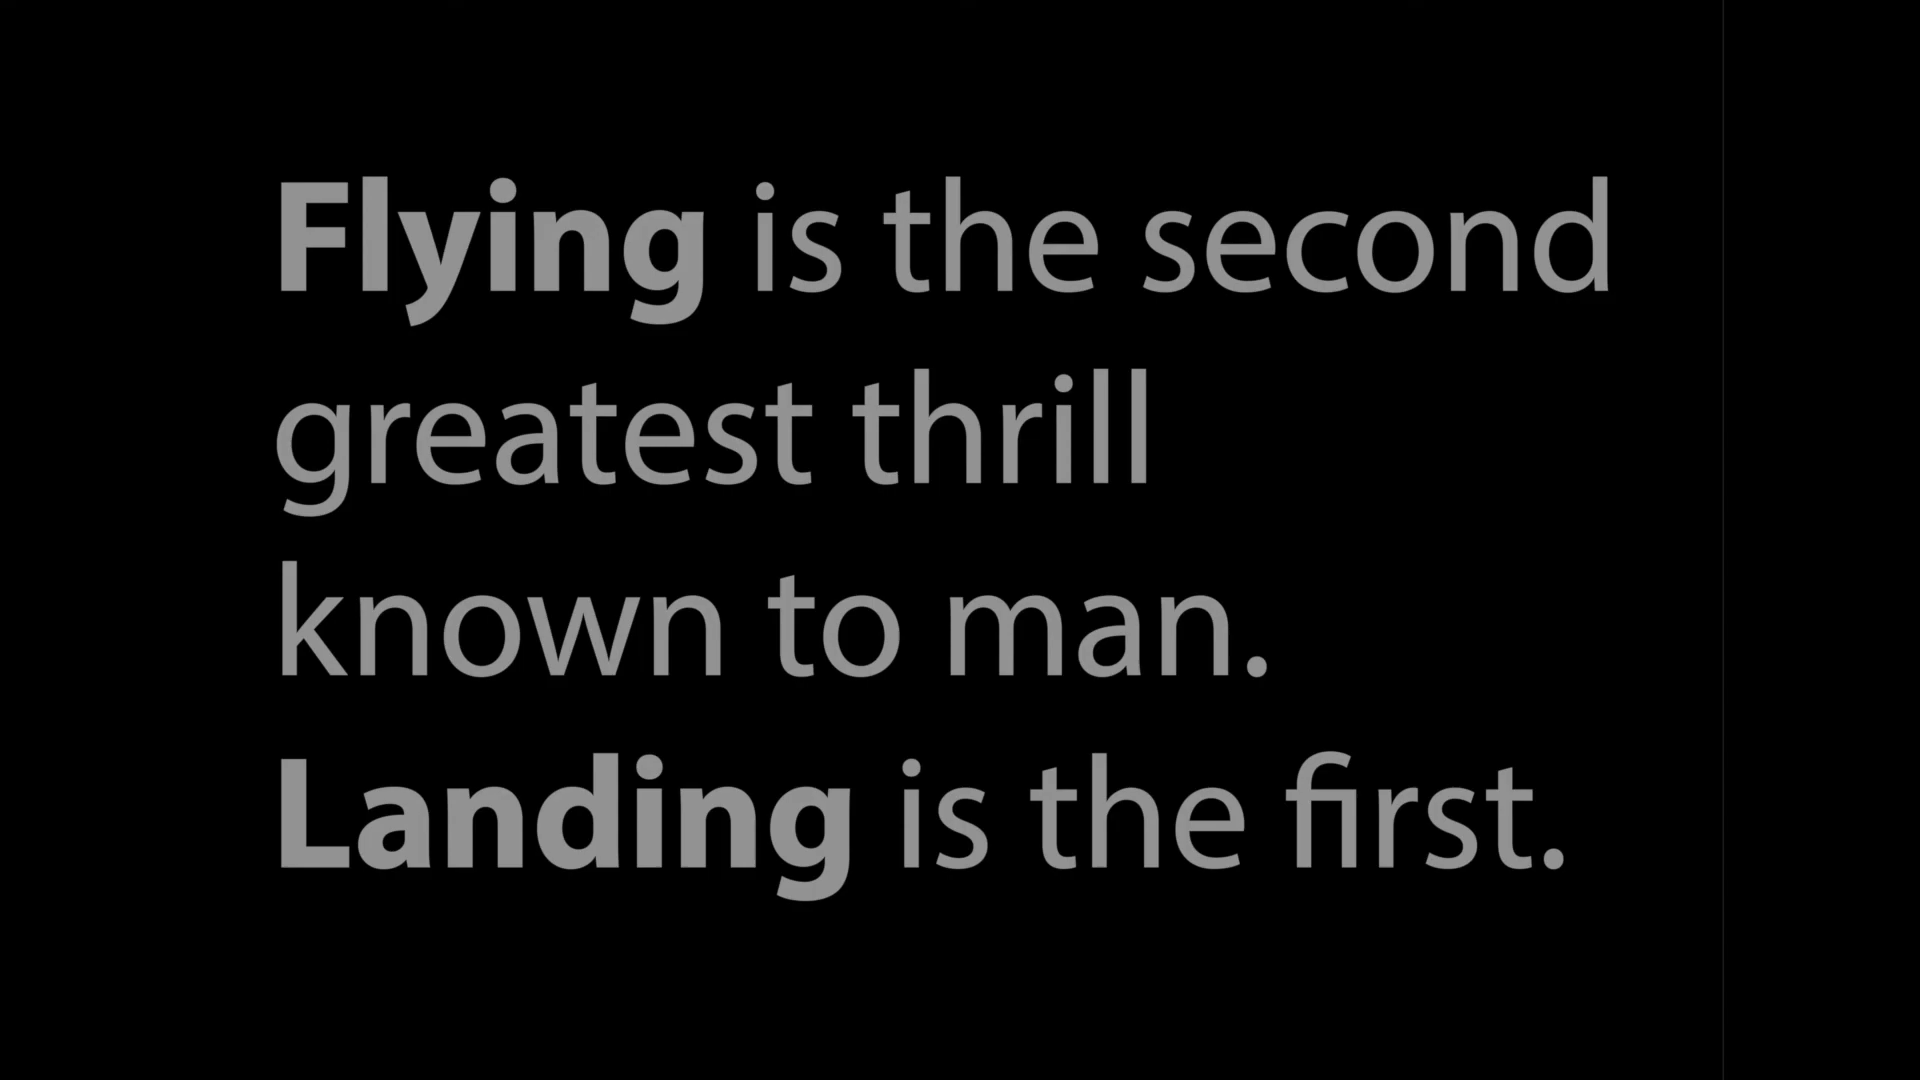 Flying is the second
greatest thrill
known to man.
Landing is the first.